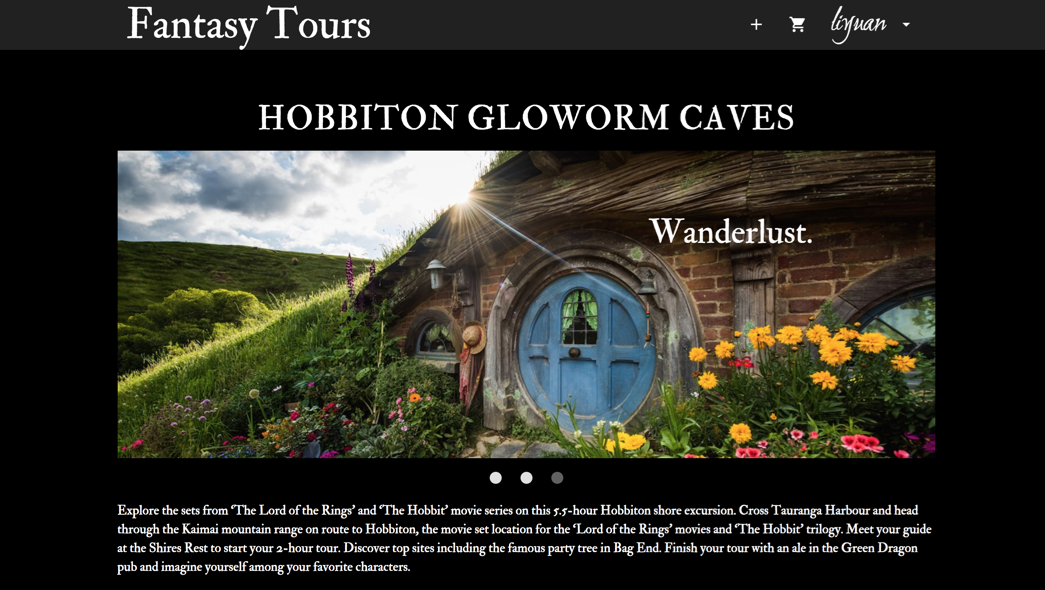 Fantasy Tours
liyuan
HOBBITON GLOWORM CAVES
Wanderlust.
Explore the sets from ‘The Lord of the Rings’ and ‘The Hobbit’ movie series on this 5.5-hour Hobbiton shore excursion. Cross Tauranga Harbour and head
through the Kaimai mountain range on route to Hobbiton, the movie set location for the ‘Lord of the Rings’ movies and ‘The Hobbit’ trilogy. Meet your guide
at the Shires Rest to start your 2-hour tour. Discover top sites including the famous party tree in Bag End. Finish your tour with an ale in the Green Dragon
pub and imagine yourself among your favorite characters.